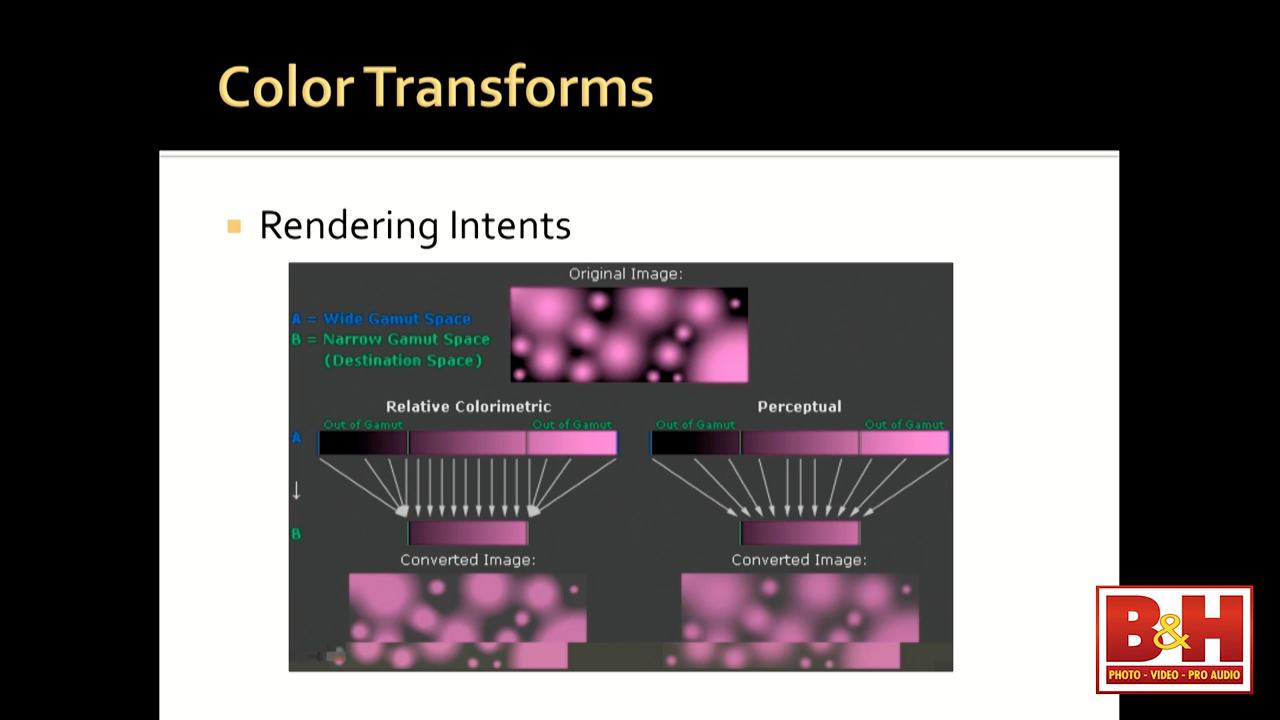 Color Transforms
Rendering Intents
Original Image:
A = Wide Gamut Space
B = Narrow Gamut Space
(Destination Space)
Relative Colorimetric
Perceptual
Out of Gamut
Out of Gamut
Out of Gamut
Out of Gamut
A
B
Converted Image:
Converted Image:
B&H
PHOTO - VIDEO - PRO AUDIO